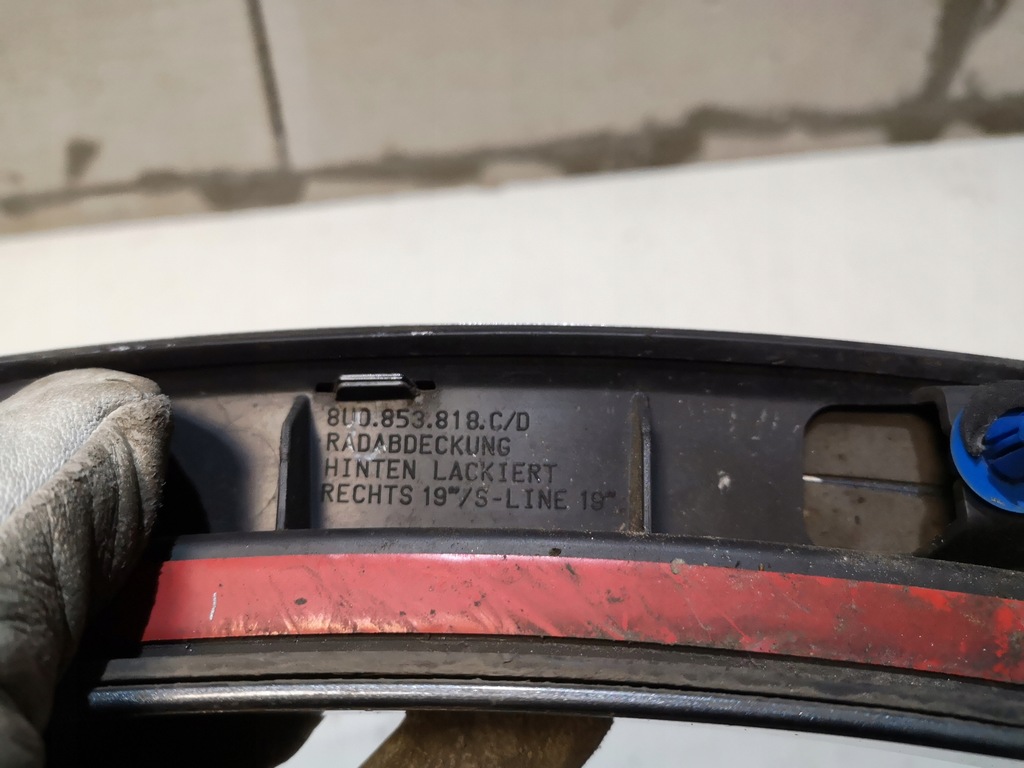 8U0.853.818.C/D
RADABDECKUNG
HINTEN LACKIERT
RECHTS 19"/S-LINE 19"